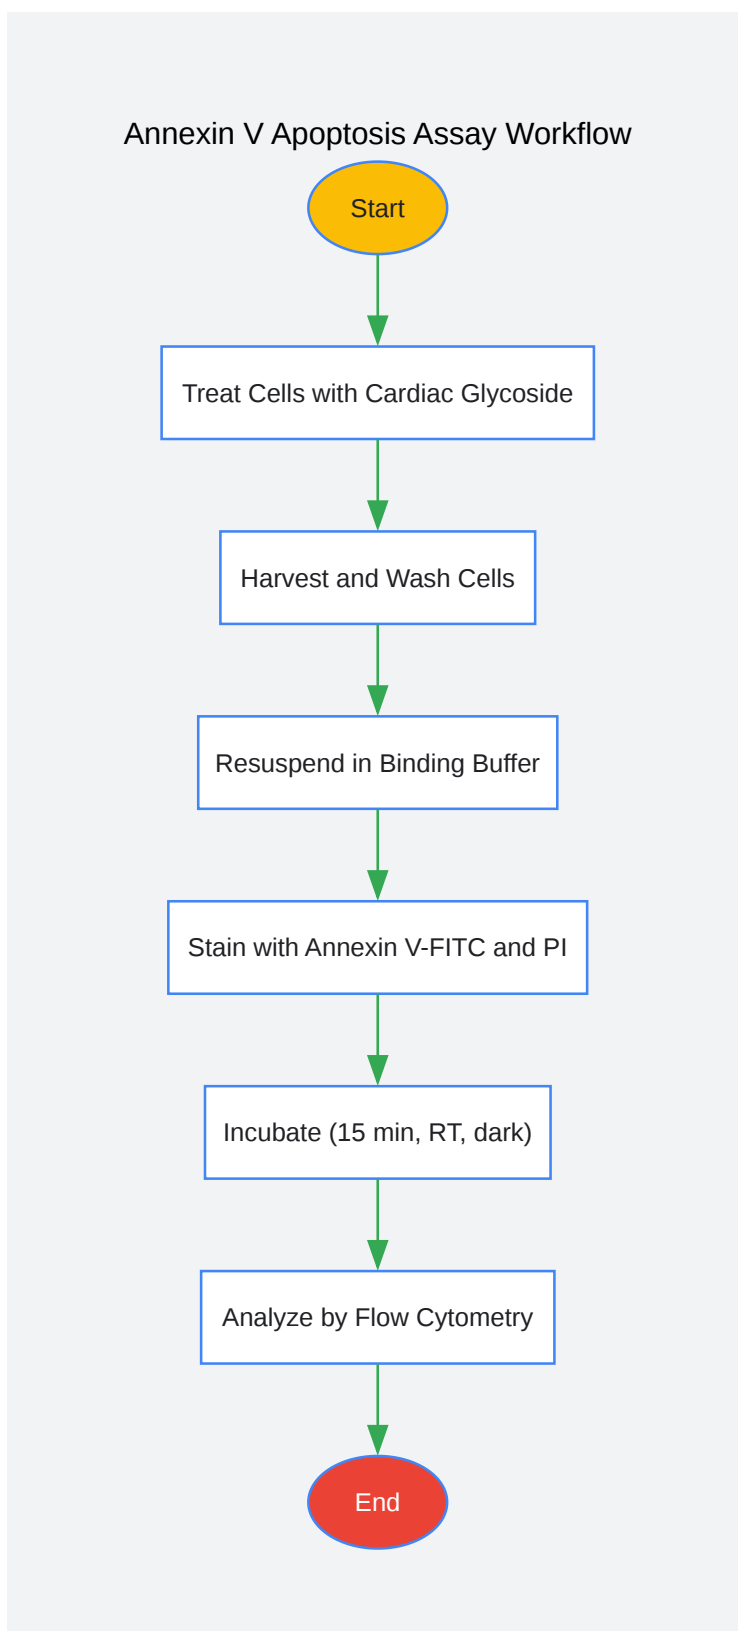 Annexin V Apoptosis Assay Workflow
Start
Treat Cells with Cardiac Glycoside
Harvest and Wash Cells
Resuspend in Binding Buffer
Stain with Annexin V-FITC and PI
Incubate (15 min, RT, dark)
Analyze by Flow Cytometry
End